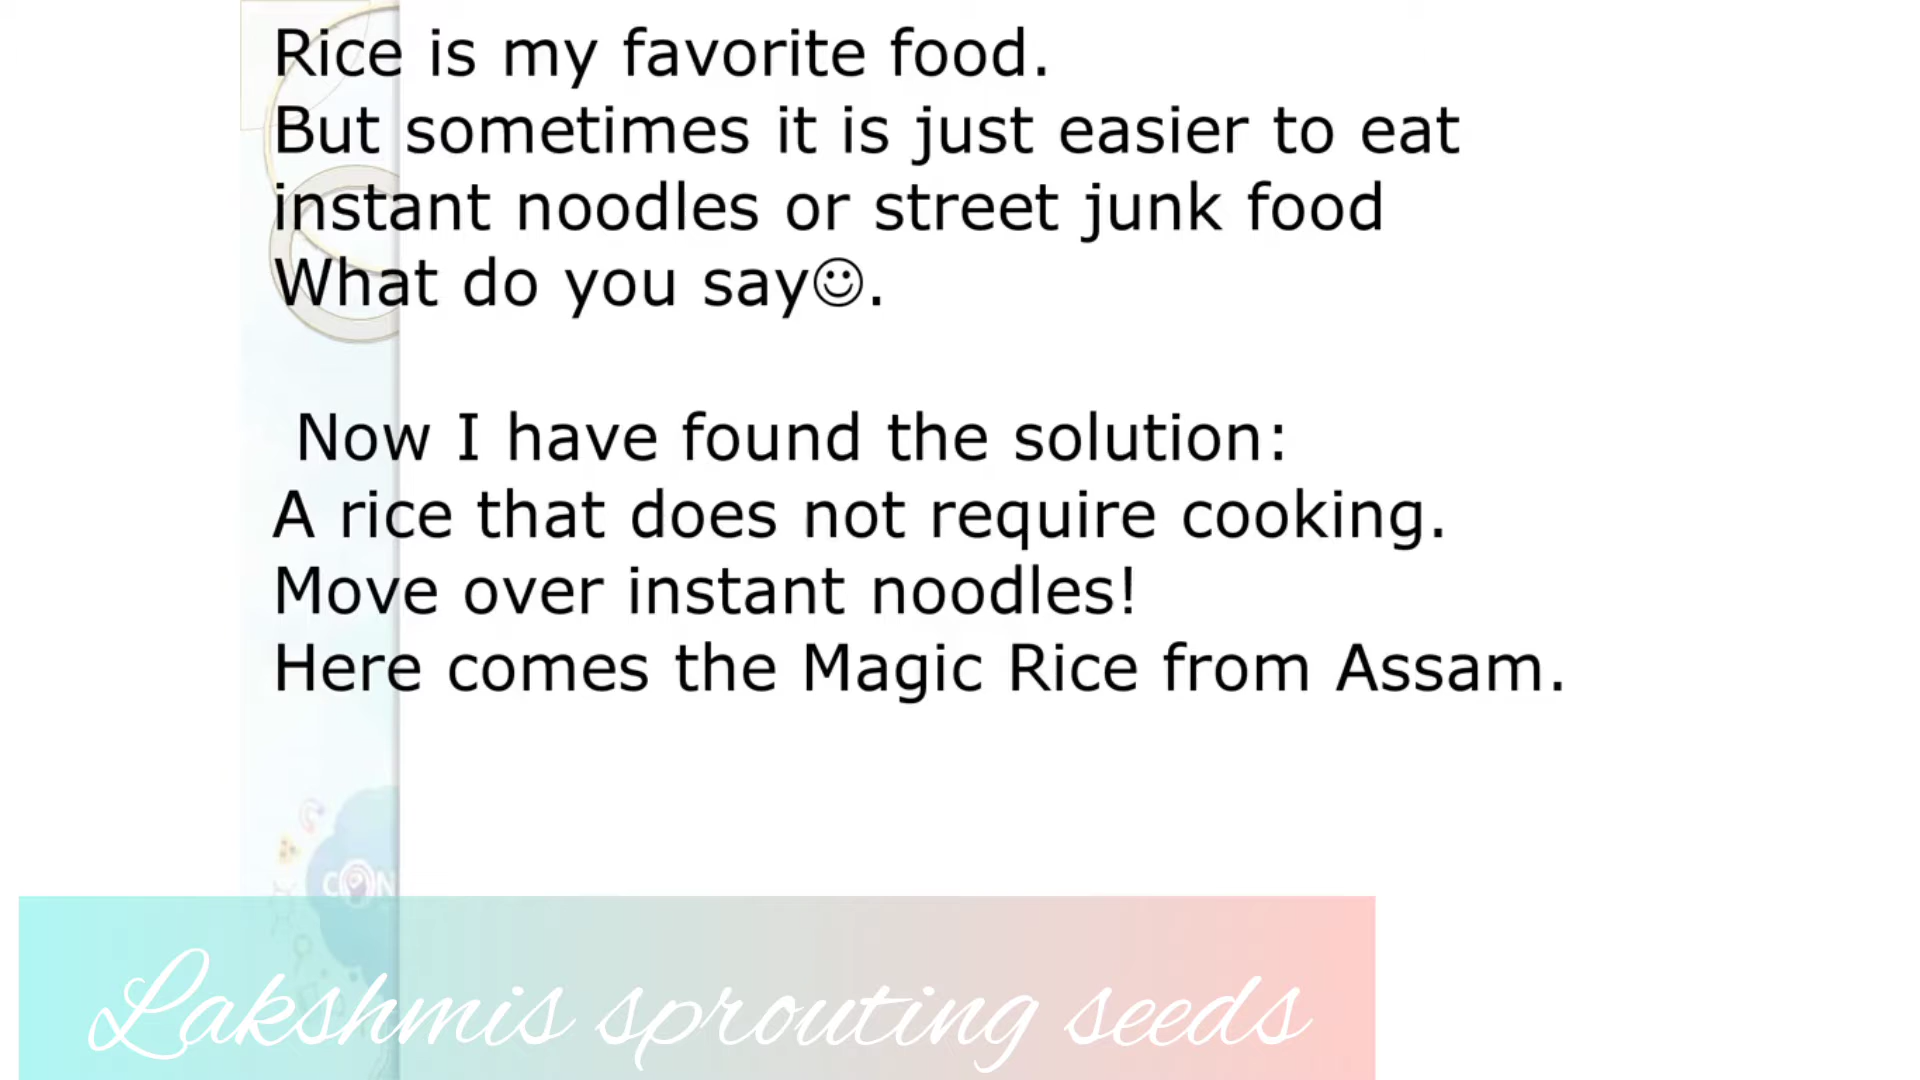 Rice is my favorite food.
But sometimes it is just easier to eat
instant noodles or street junk food
What do you say☺.
Now I have found the solution:
A rice that does not require cooking.
Move over instant noodles!
Here comes the Magic Rice from Assam.
CON
Lakshmis sprouting seeds